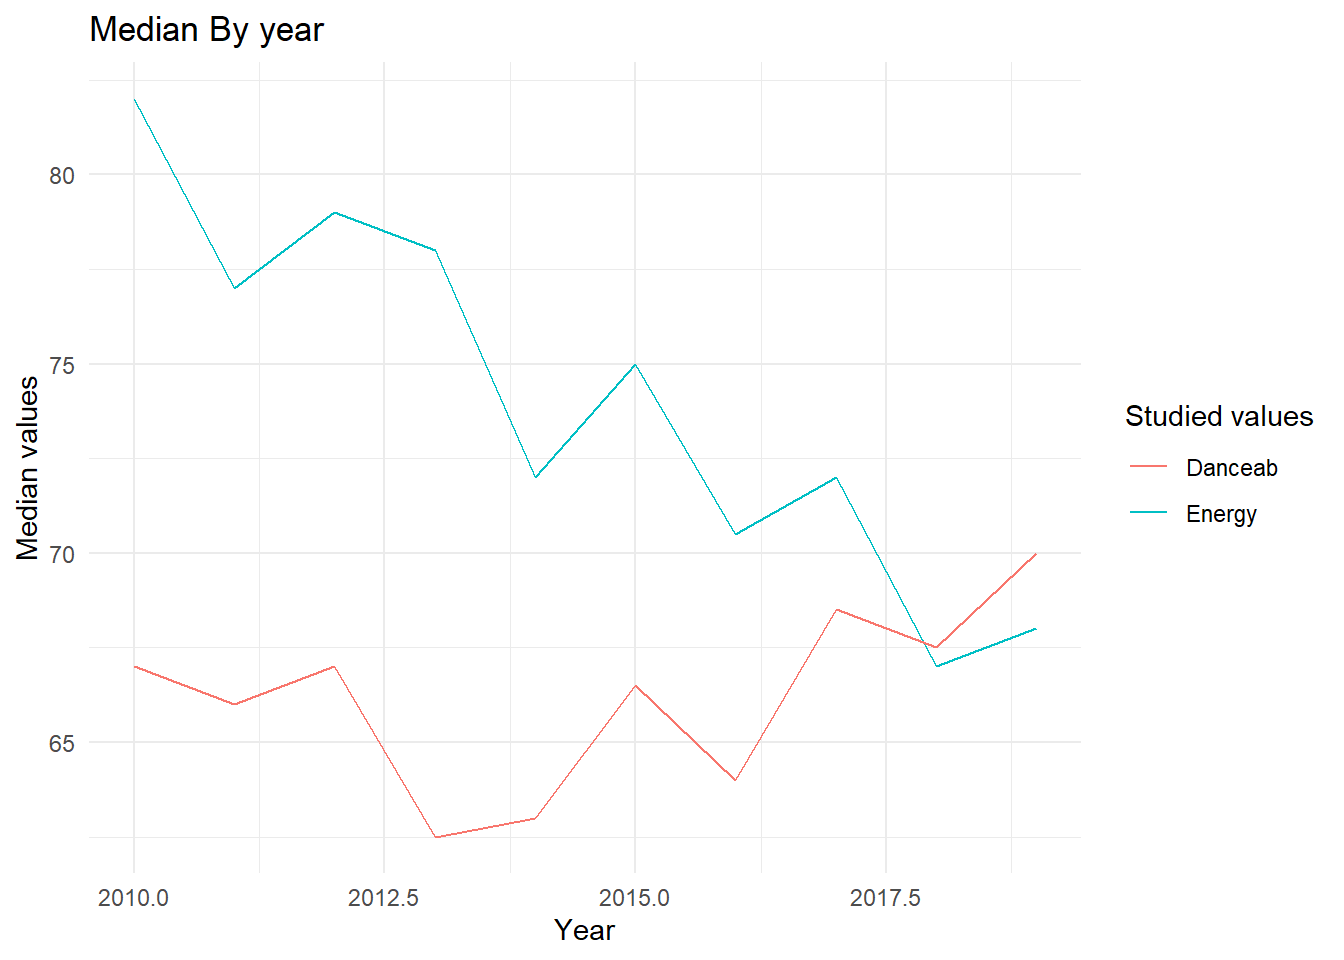 Median By year
Median values
80
75
70
65
2010.0
2012.5
2015.0
2017.5
Year
Studied values
Danceab
Energy